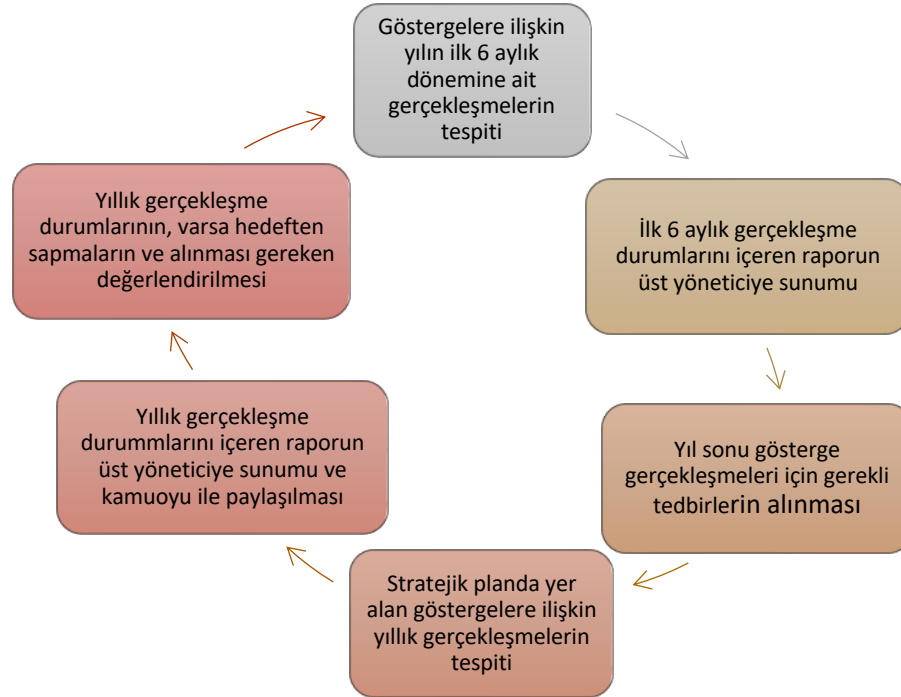 Göstergelere ilişkin
yılın ilk 6 aylık
dönemine ait
gerçekleşmelerin
tespiti
İlk 6 aylık gerçekleşme
durumlarını içeren raporun
üst yöneticiye sunumu
Yıl sonu gösterge
gerçekleşmeleri için gerekli
tedbirlerin alınması
Stratejik planda yer
alan göstergelere ilişkin
yıllık gerçekleşmelerin
tespiti
Yıllık gerçekleşme
durummlarını içeren raporun
üst yöneticiye sunumu ve
kamuoyu ile paylaşılması
Yıllık gerçekleşme
durumlarının, varsa hedeften
sapmaların ve alınması gereken
değerlendirilmesi